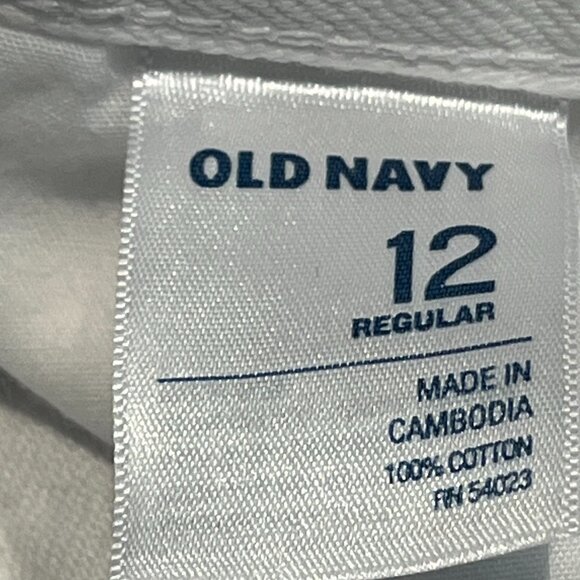 OLD NAVY
12
REGULAR
MADE IN
CAMBODIA
100% COTTON
RN 54023